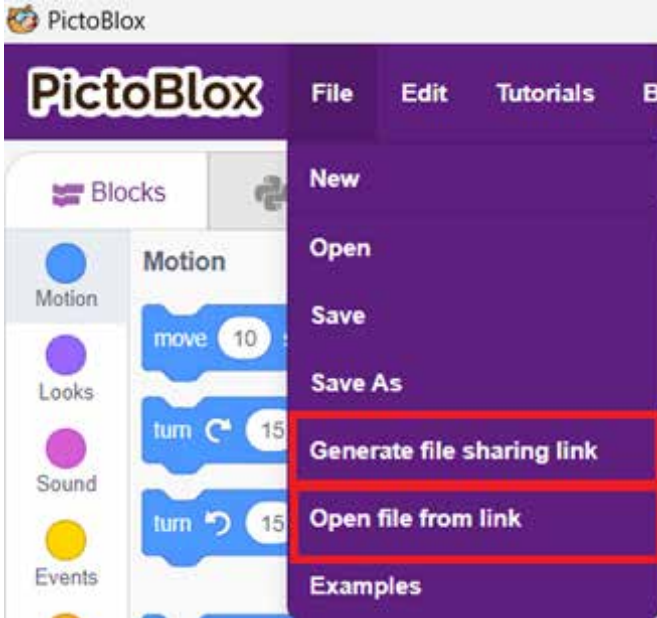 PictoBlox
PictoBlox File Edit Tutorials B
Blocks
New
Motion
Open
Motion
move 10 s
Save
Looks
Save As
turn 15
Generate file sharing link
Sound
turn 15
Open file from link
Events
Examples